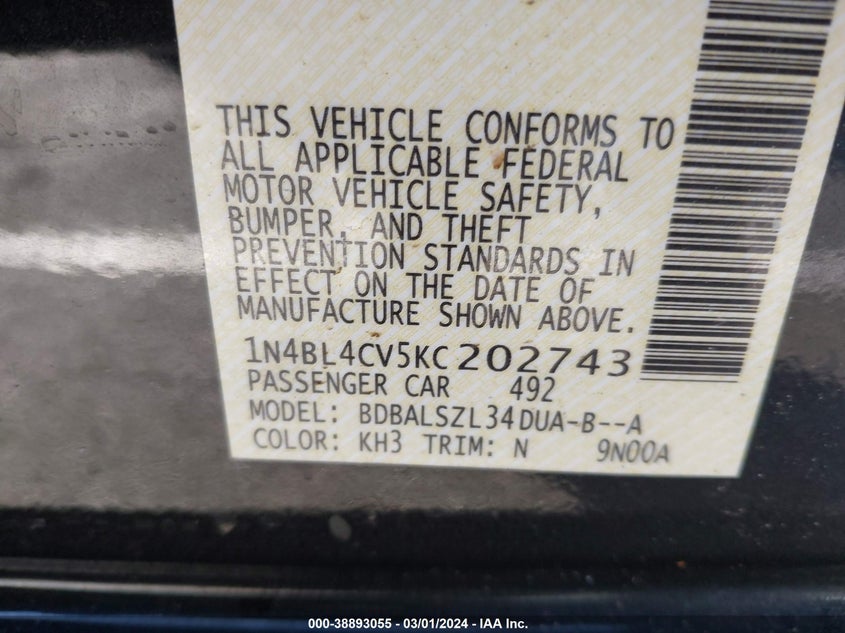 THIS VEHICLE CONFORMS TO
ALL APPLICABLE FEDERAL
MOTOR VEHICLE SAFETY,
BUMPER, AND THEFT
PREVENTION STANDARDS IN
EFFECT ON THE DATE OF
MANUFACTURE SHOWN ABOVE.
1N4BL4CV5KC202743
PASSENGER CAR 492
MODEL: BDBALSZL34DUA-B--A
COLOR: KH3 TRIM: N 9N00A
000-38893055 — 03/01/2024 - IAA Inc.